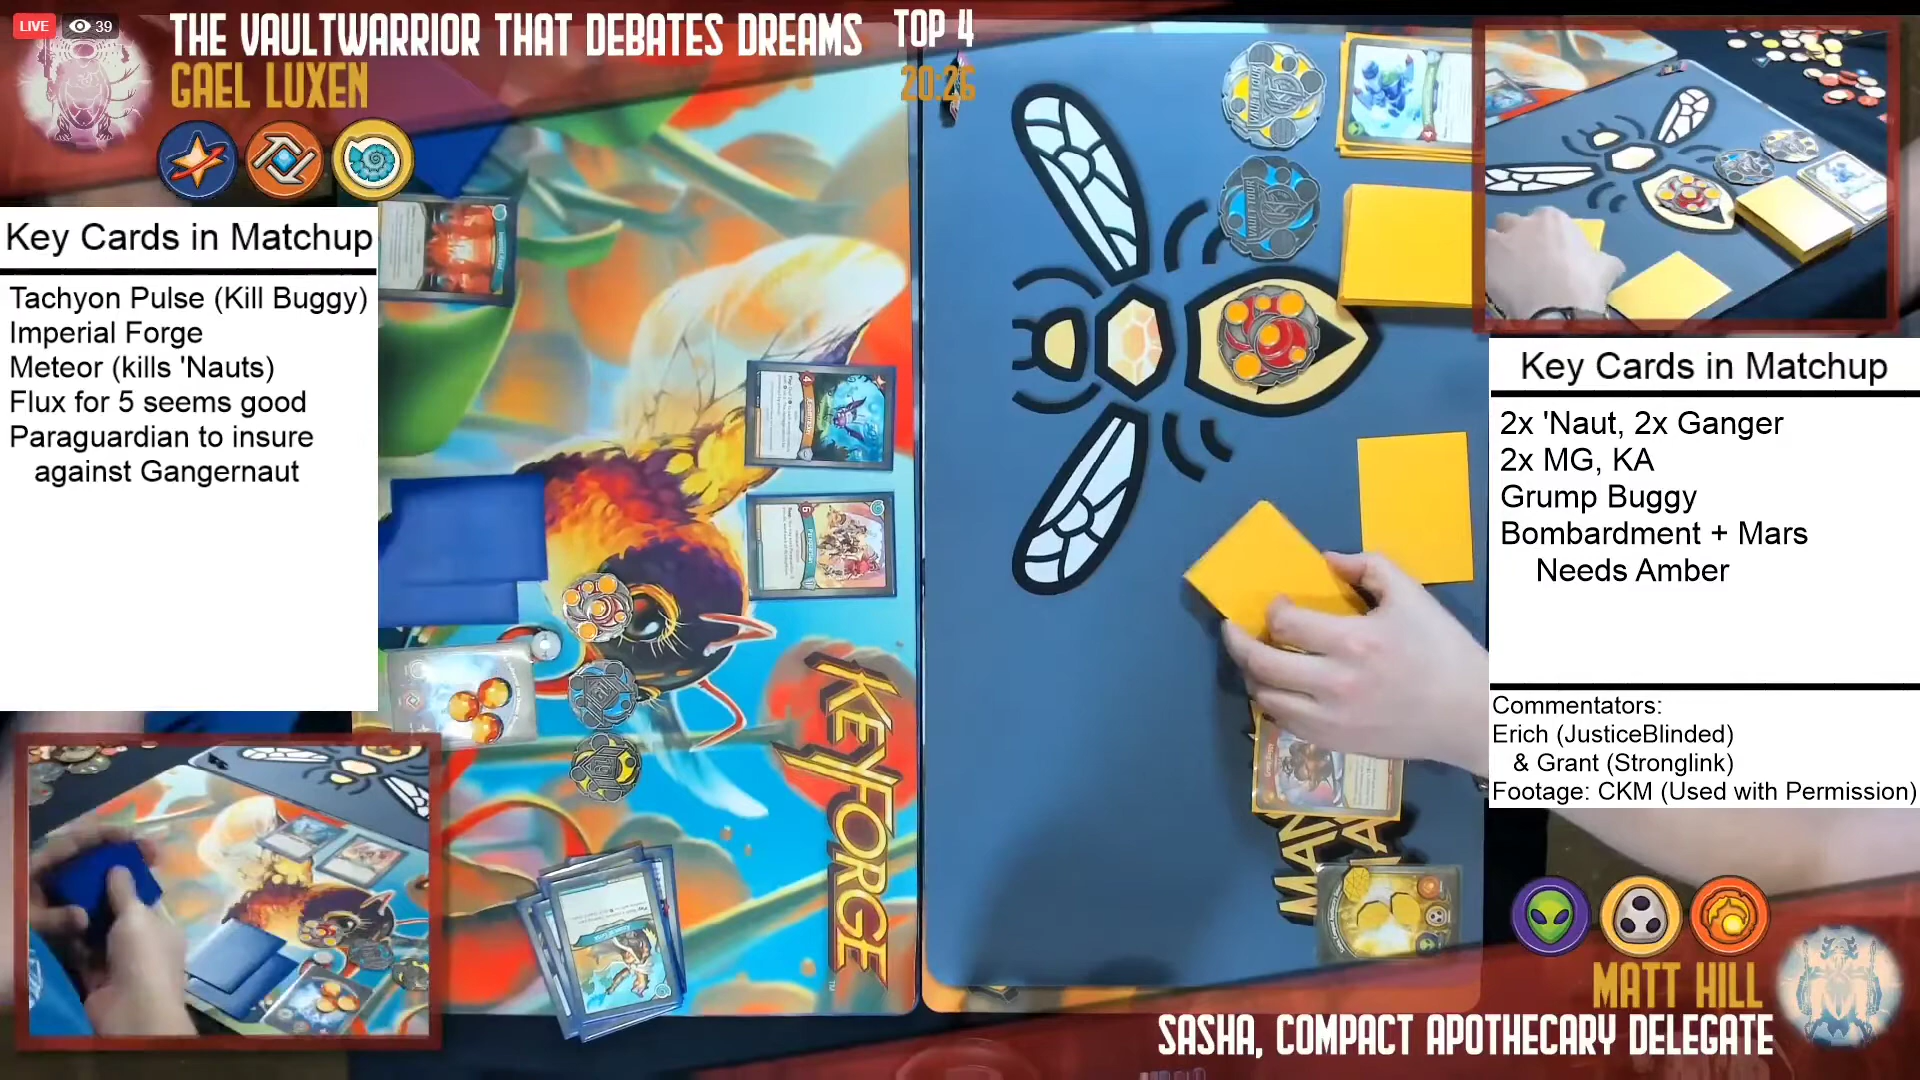 LIVE 39
THE VAULTWARRIOR THAT DEBATES DREAMS
GAEL LUXEN
TOP 4
20:26
Key Cards in Matchup
Tachyon Pulse (Kill Buggy)
Imperial Forge
Meteor (kills 'Nauts)
Flux for 5 seems good
Paraguardian to insure
against Gangernaut
KEYFORGE
Key Cards in Matchup
2x 'Naut, 2x Ganger
2x MG, KA
Grump Buggy
Bombardment + Mars
Needs Amber
Commentators:
Erich (JusticeBlinded)
& Grant (Stronglink)
Footage: CKM (Used with Permission)
MATT HILL
SASHA, COMPACT APOTHECARY DELEGATE